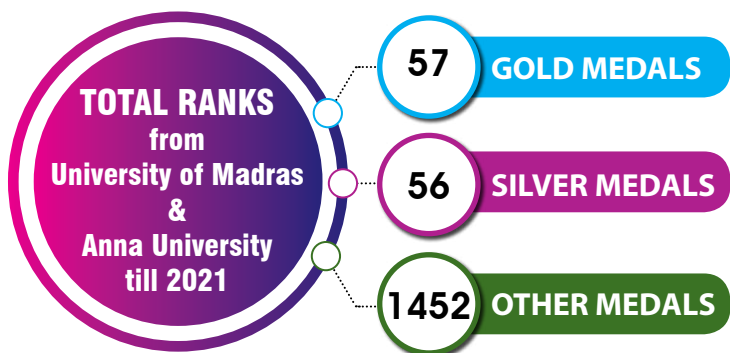 TOTAL RANKS
from
University of Madras
&
Anna University
till 2021
57
GOLD MEDALS
56
SILVER MEDALS
1452
OTHER MEDALS